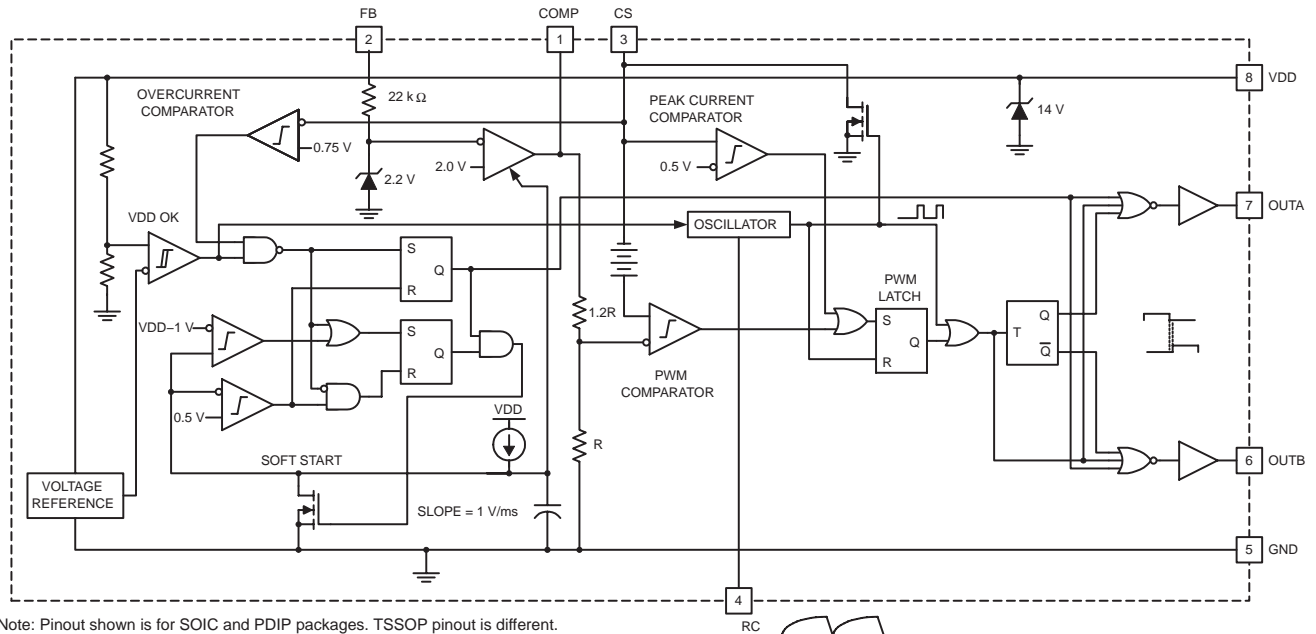 FB
COMP
CS
2
1
3
8
VDD
OVERCURRENT
COMPARATOR
22 k Ω
PEAK CURRENT
COMPARATOR
14 V
0.75 V
2.0 V
0.5 V
2.2 V
VDD OK
7
OUTA
OSCILLATOR
S
Q
R
PWM
LATCH
S
Q
R
1.2R
T
Q
Q
VDD–1 V
S
Q
R
PWM
COMPARATOR
0.5 V
VDD
R
SOFT START
6
OUTB
VOLTAGE
REFERENCE
SLOPE = 1 V/ms
5
GND
4
RC
Note: Pinout shown is for SOIC and PDIP packages. TSSOP pinout is different.